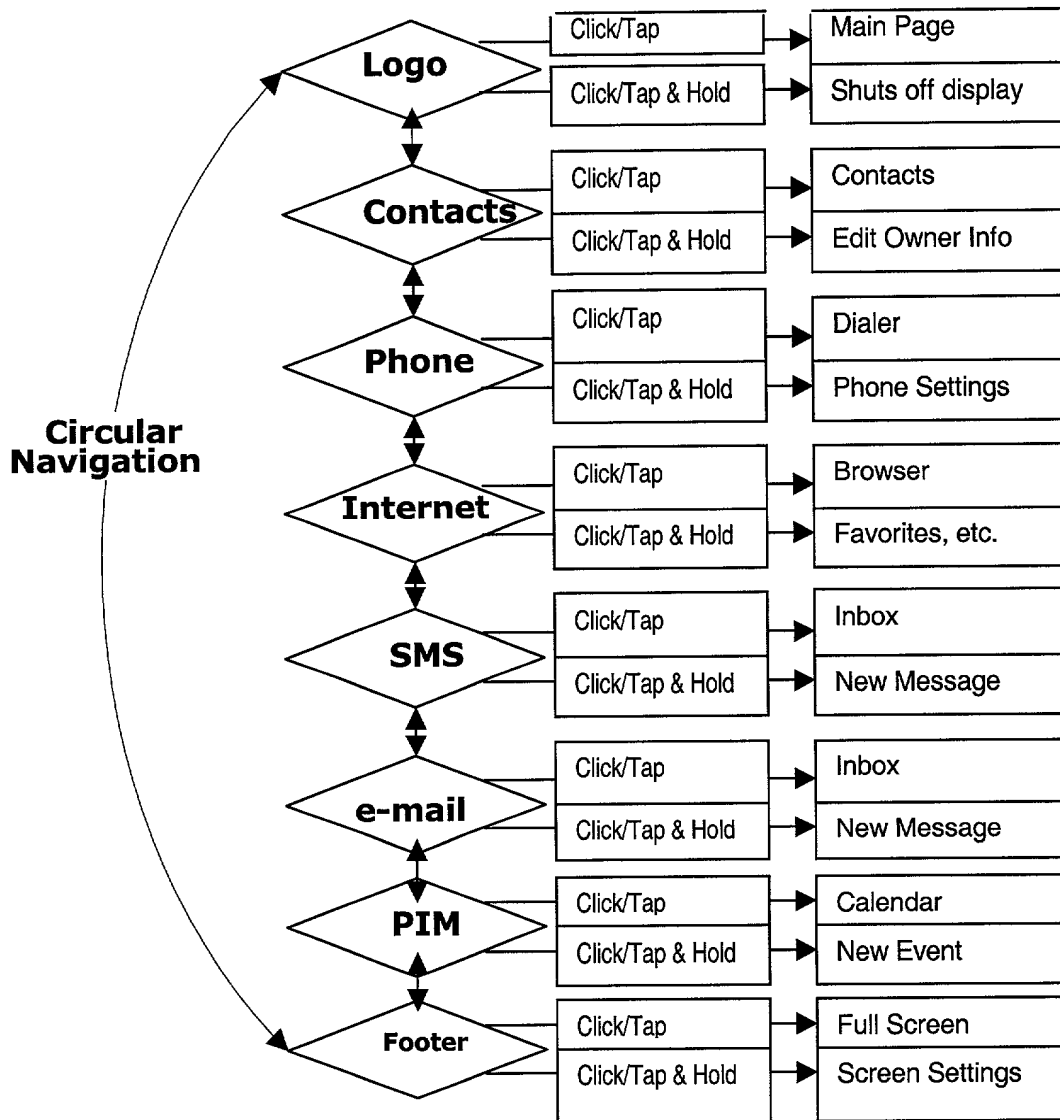 Logo
Click/Tap
Main Page
Click/Tap & Hold
Shuts off display
Contacts
Click/Tap
Contacts
Click/Tap & Hold
Edit Owner Info
Phone
Click/Tap
Dialer
Click/Tap & Hold
Phone Settings
Circular
Navigation
Internet
Click/Tap
Browser
Click/Tap & Hold
Favorites, etc.
SMS
Click/Tap
Inbox
Click/Tap & Hold
New Message
e-mail
Click/Tap
Inbox
Click/Tap & Hold
New Message
PIM
Click/Tap
Calendar
Click/Tap & Hold
New Event
Footer
Click/Tap
Full Screen
Click/Tap & Hold
Screen Settings